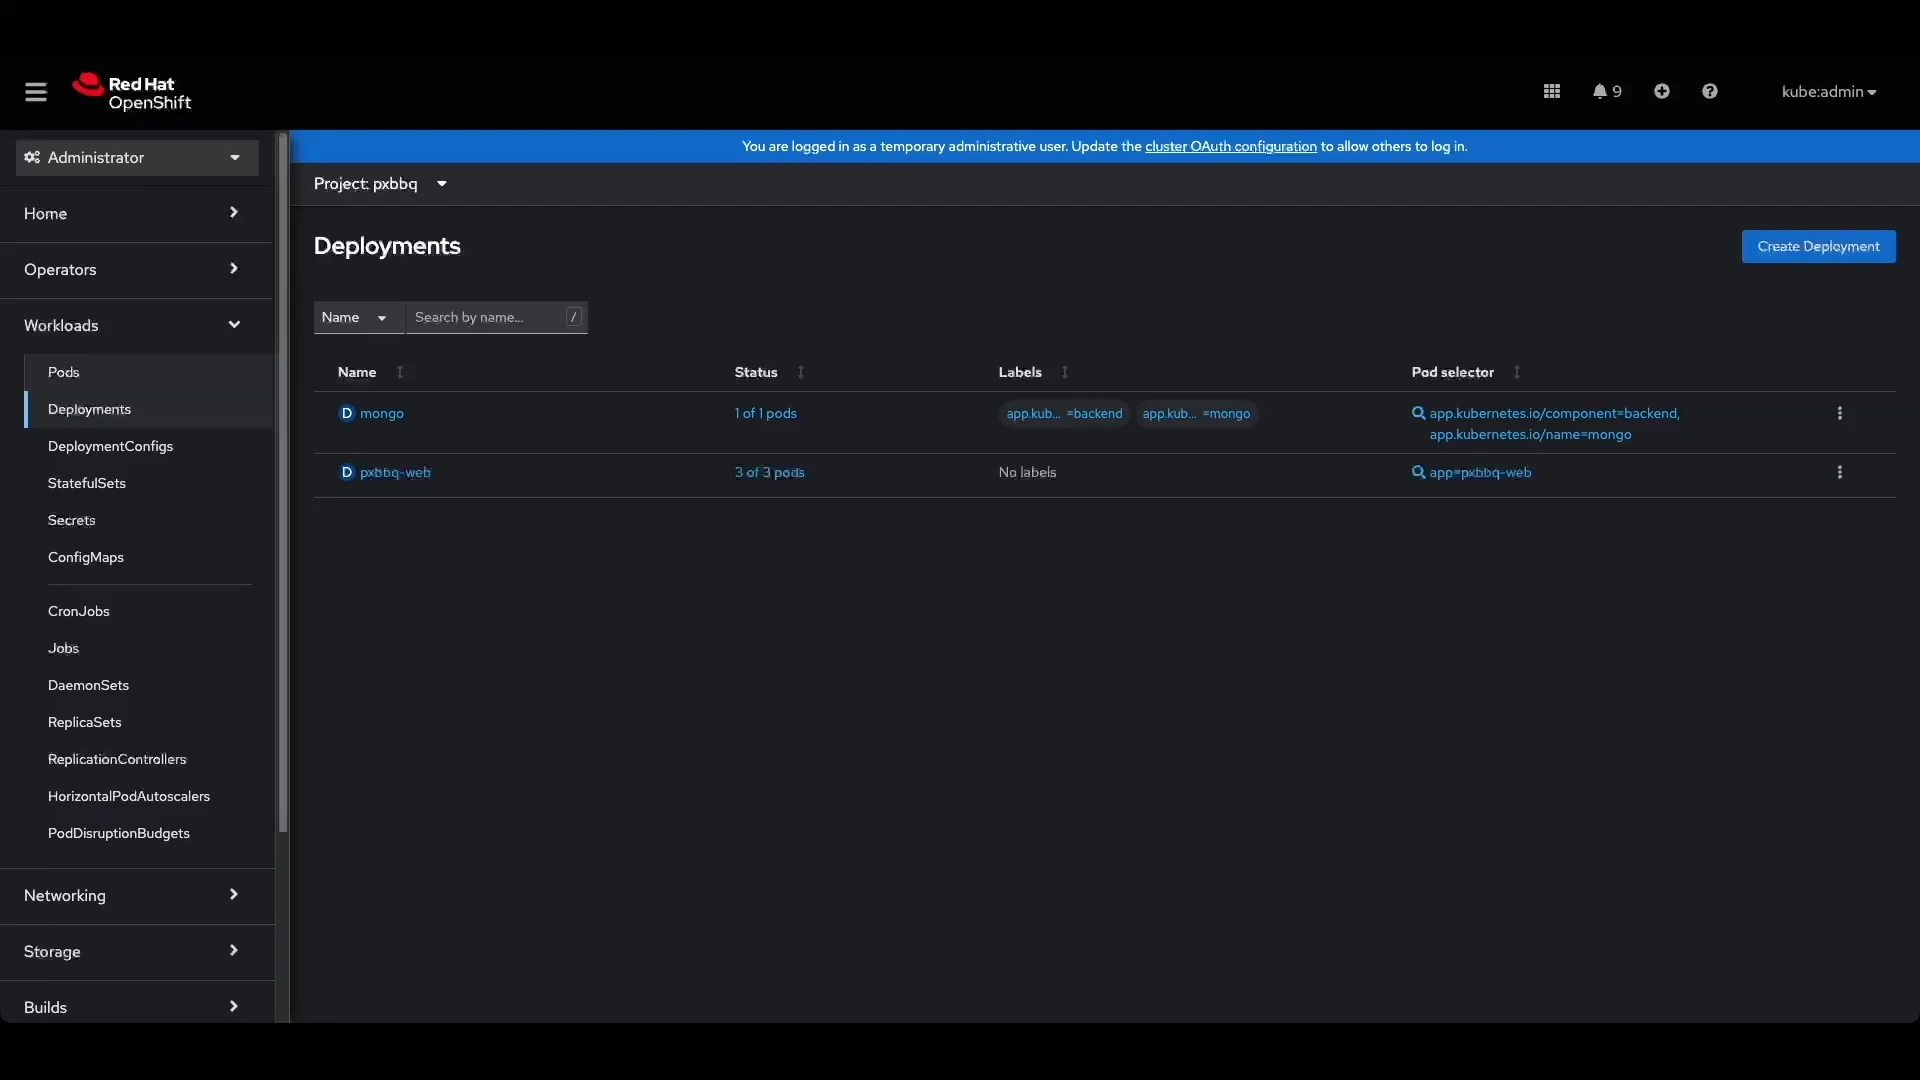 Red Hat
OpenShift
9
kube:admin
Administrator
You are logged in as a temporary administrative user. Update the cluster OAuth configuration to allow others to log in.
Project: pxbbq
Home
Operators
Workloads
Pods
Deployments
DeploymentConfigs
StatefulSets
Secrets
ConfigMaps
CronJobs
Jobs
DaemonSets
ReplicaSets
ReplicationControllers
HorizontalPodAutoscalers
PodDisruptionBudgets
Networking
Storage
Builds
Deployments
Create Deployment
Name
Search by name...
/
Name Status Labels Pod selector
D mongo 1 of 1 pods app.kub... =backend app.kub... =mongo app.kubernetes.io/component=backend,
app.kubernetes.io/name=mongo
D pxbbq-web 3 of 3 pods No labels app=pxbbq-web